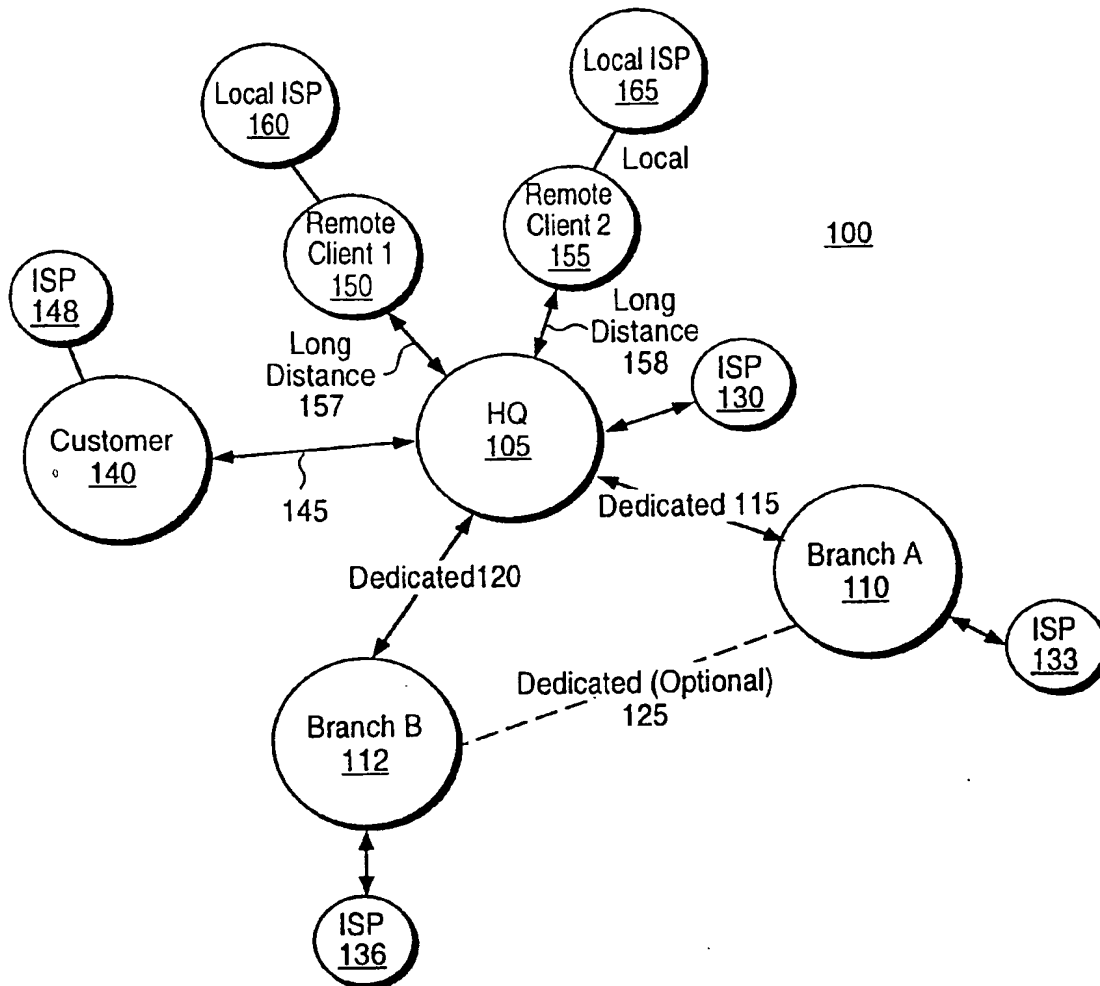 Local ISP
165
Local ISP
160
Local
Remote
Client 2
155
Remote
Client 1
150
100
ISP
148
Long
Distance
158
Long
Distance
157
ISP
130
HQ
105
Customer
140
145
Dedicated 115
Branch A
110
Dedicated120
ISP
133
Dedicated (Optional)
125
Branch B
112
ISP
136